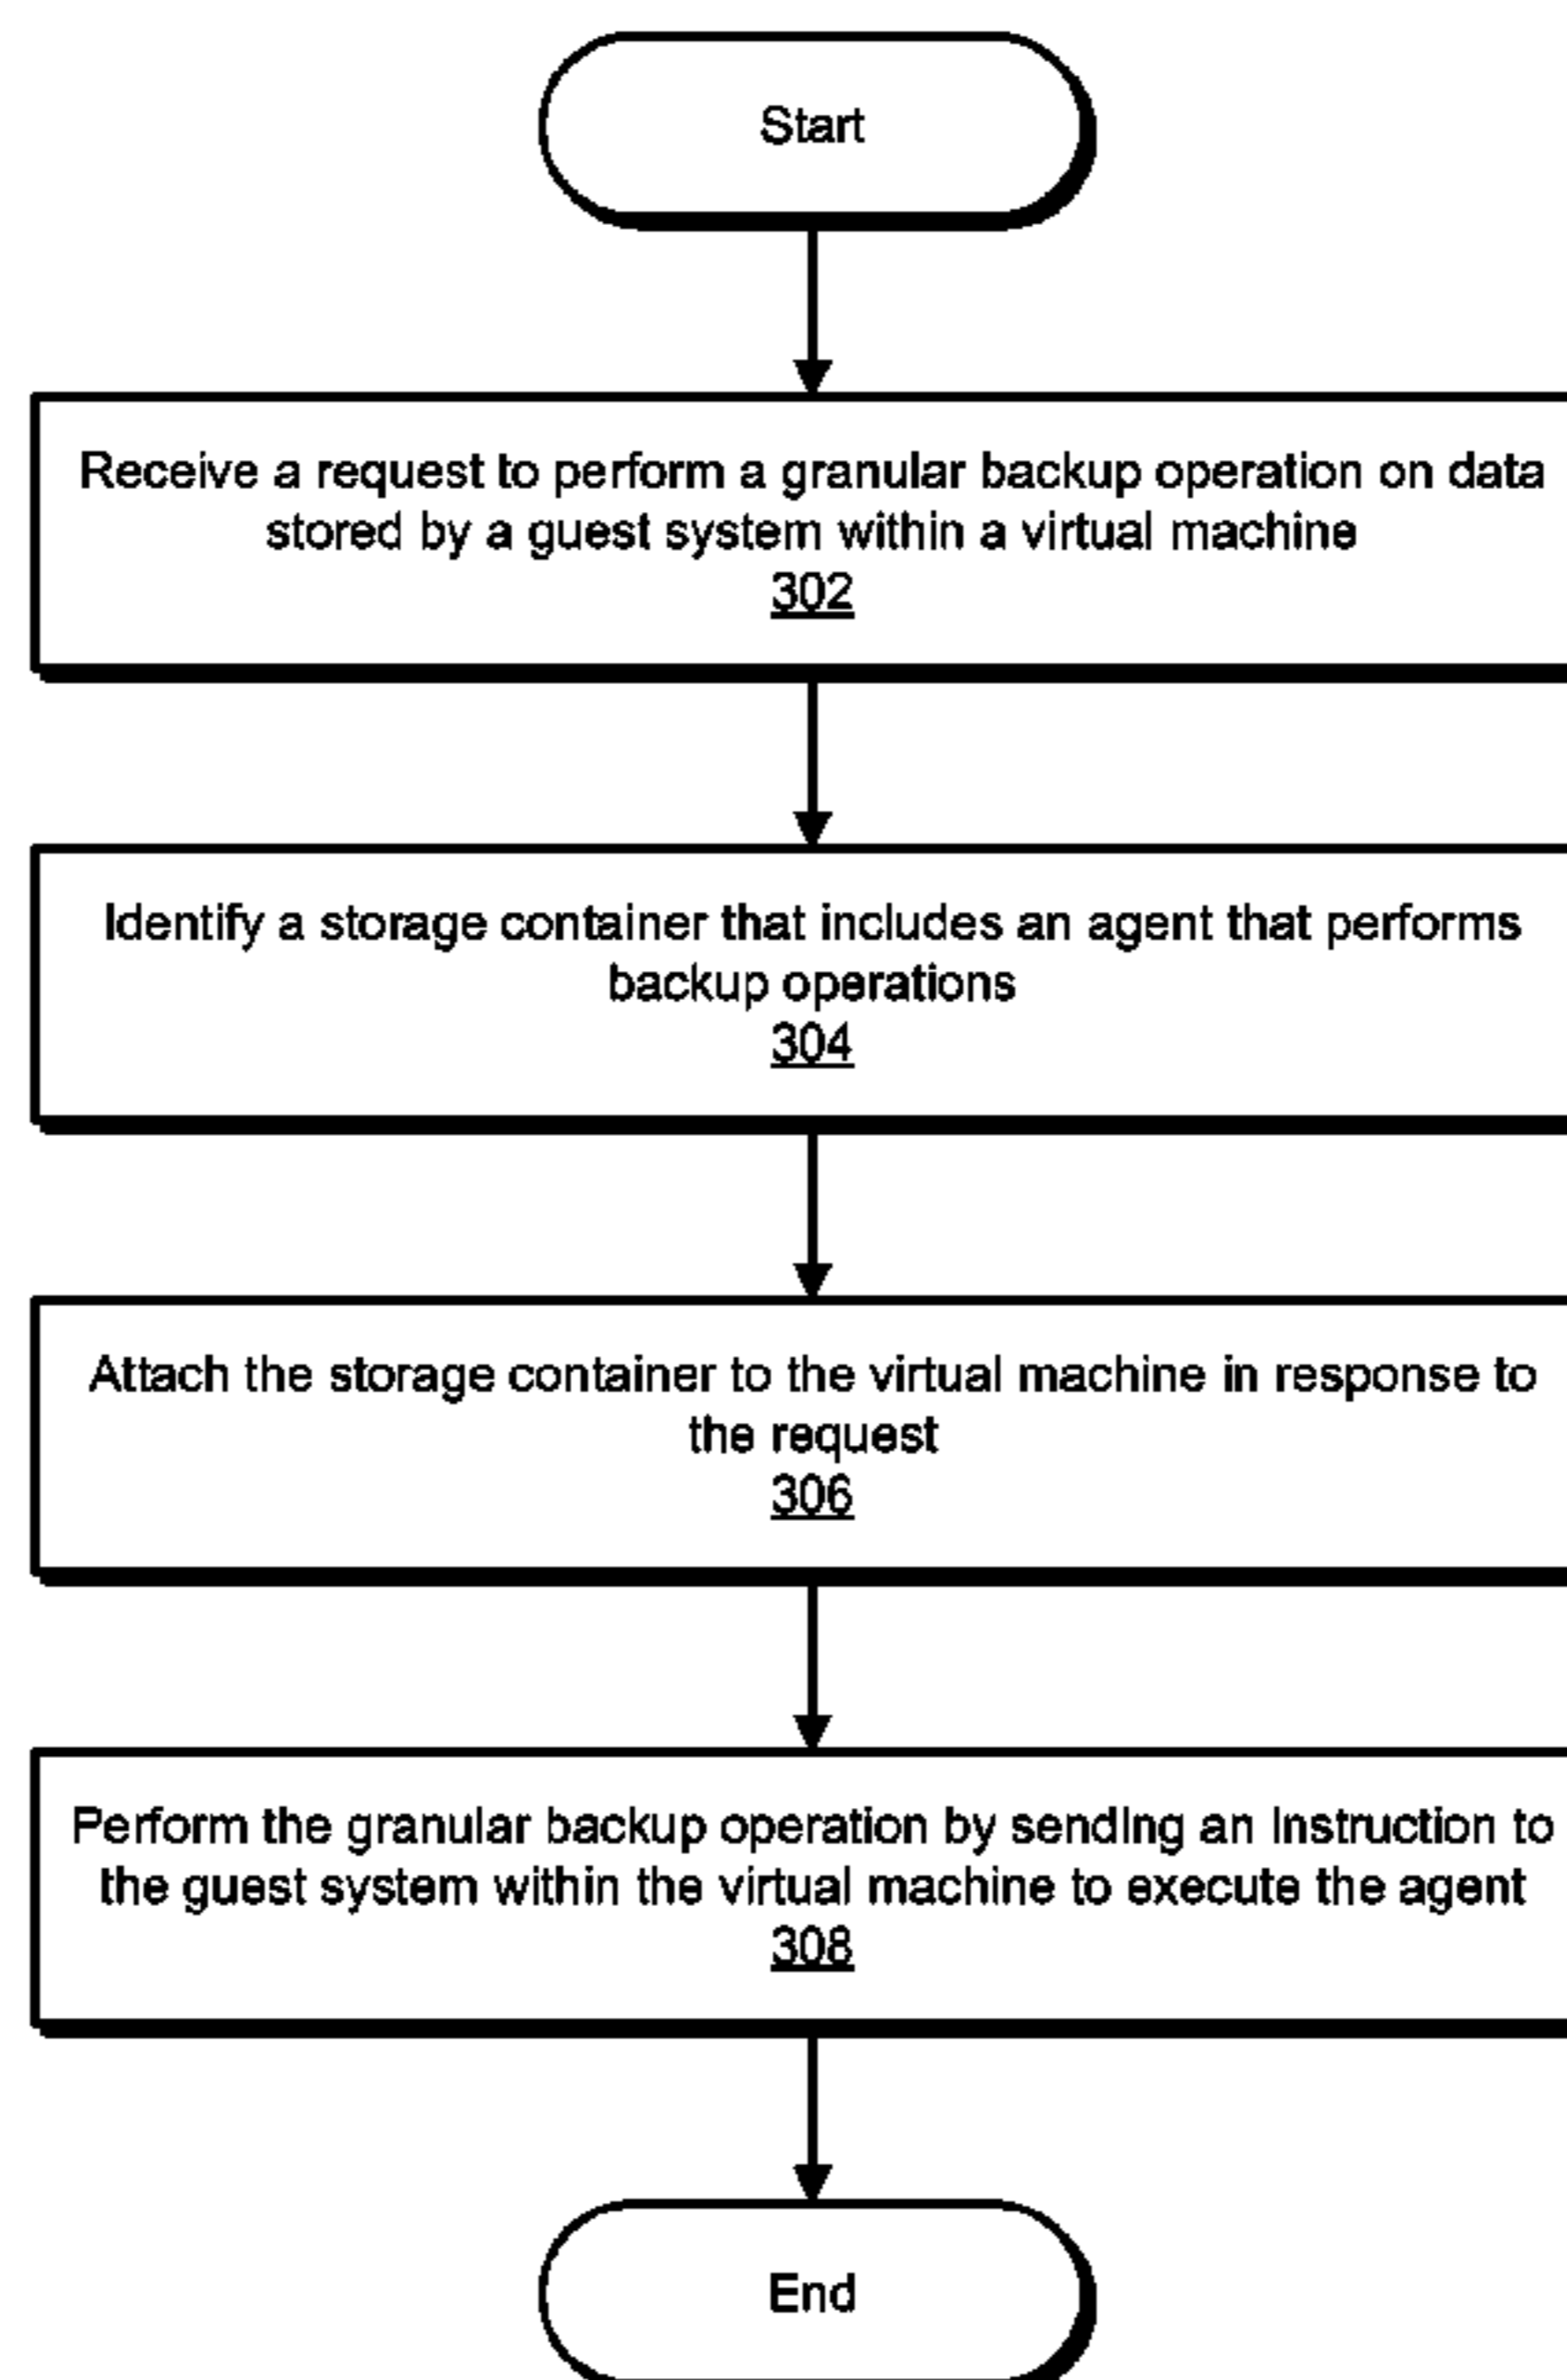 Start
Receive a request to perform a granular backup operation on data
stored by a guest system within a virtual machine
302
Identify a storage container that includes an agent that performs
backup operations
304
Attach the storage container to the virtual machine in response to
the request
306
Perform the granular backup operation by sending an instruction to
the guest system within the virtual machine to execute the agent
308
End